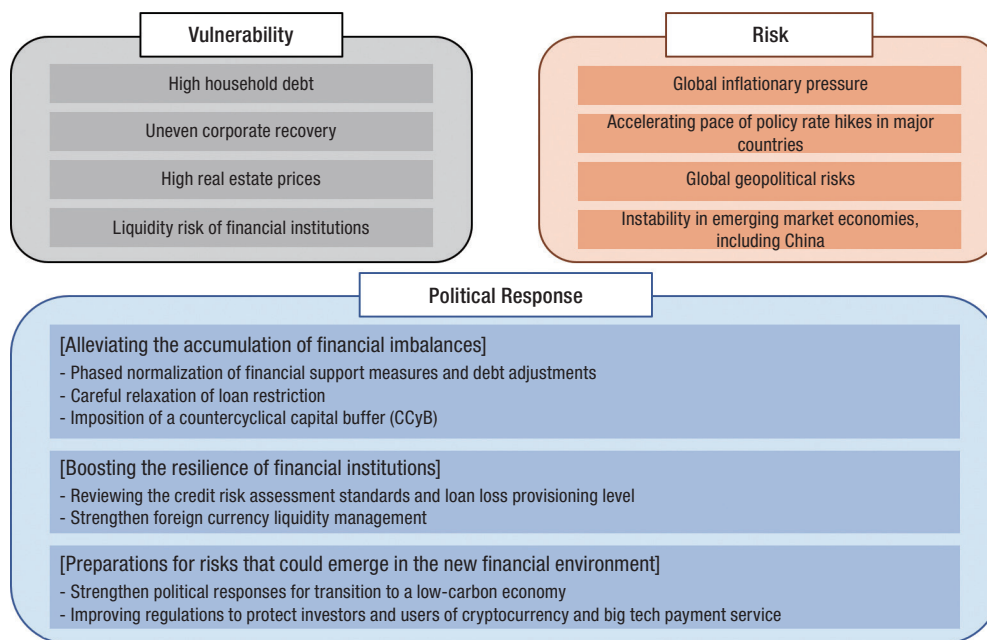 Vulnerability
High household debt
Uneven corporate recovery
High real estate prices
Liquidity risk of financial institutions
Risk
Global inflationary pressure
Accelerating pace of policy rate hikes in major
countries
Global geopolitical risks
Instability in emerging market economies,
including China
Political Response
[Alleviating the accumulation of financial imbalances]
- Phased normalization of financial support measures and debt adjustments
- Careful relaxation of loan restriction
- Imposition of a countercyclical capital buffer (CCyB)
[Boosting the resilience of financial institutions]
- Reviewing the credit risk assessment standards and loan loss provisioning level
- Strengthen foreign currency liquidity management
[Preparations for risks that could emerge in the new financial environment]
- Strengthen political responses for transition to a low-carbon economy
- Improving regulations to protect investors and users of cryptocurrency and big tech payment service